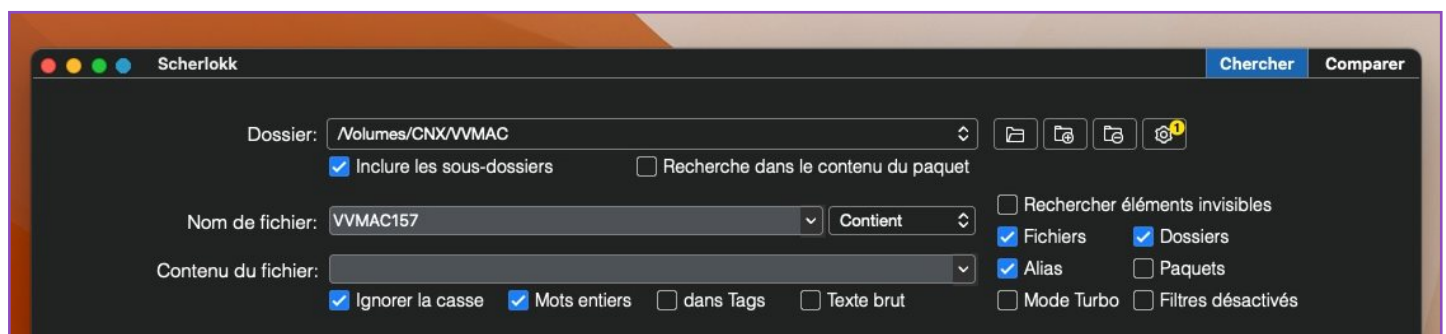 Scherlokk Chercher Comparer
Dossier: /Volumes/CNX/VVMAC 1
Inclure les sous-dossiers Recherche dans le contenu du paquet
Rechercher éléments invisibles
Nom de fichier: VVMAC157 Contient
Fichiers Dossiers
Contenu du fichier: Alias Paquets
Ignorer la casse Mots entiers dans Tags Texte brut Mode Turbo Filtres désactivés